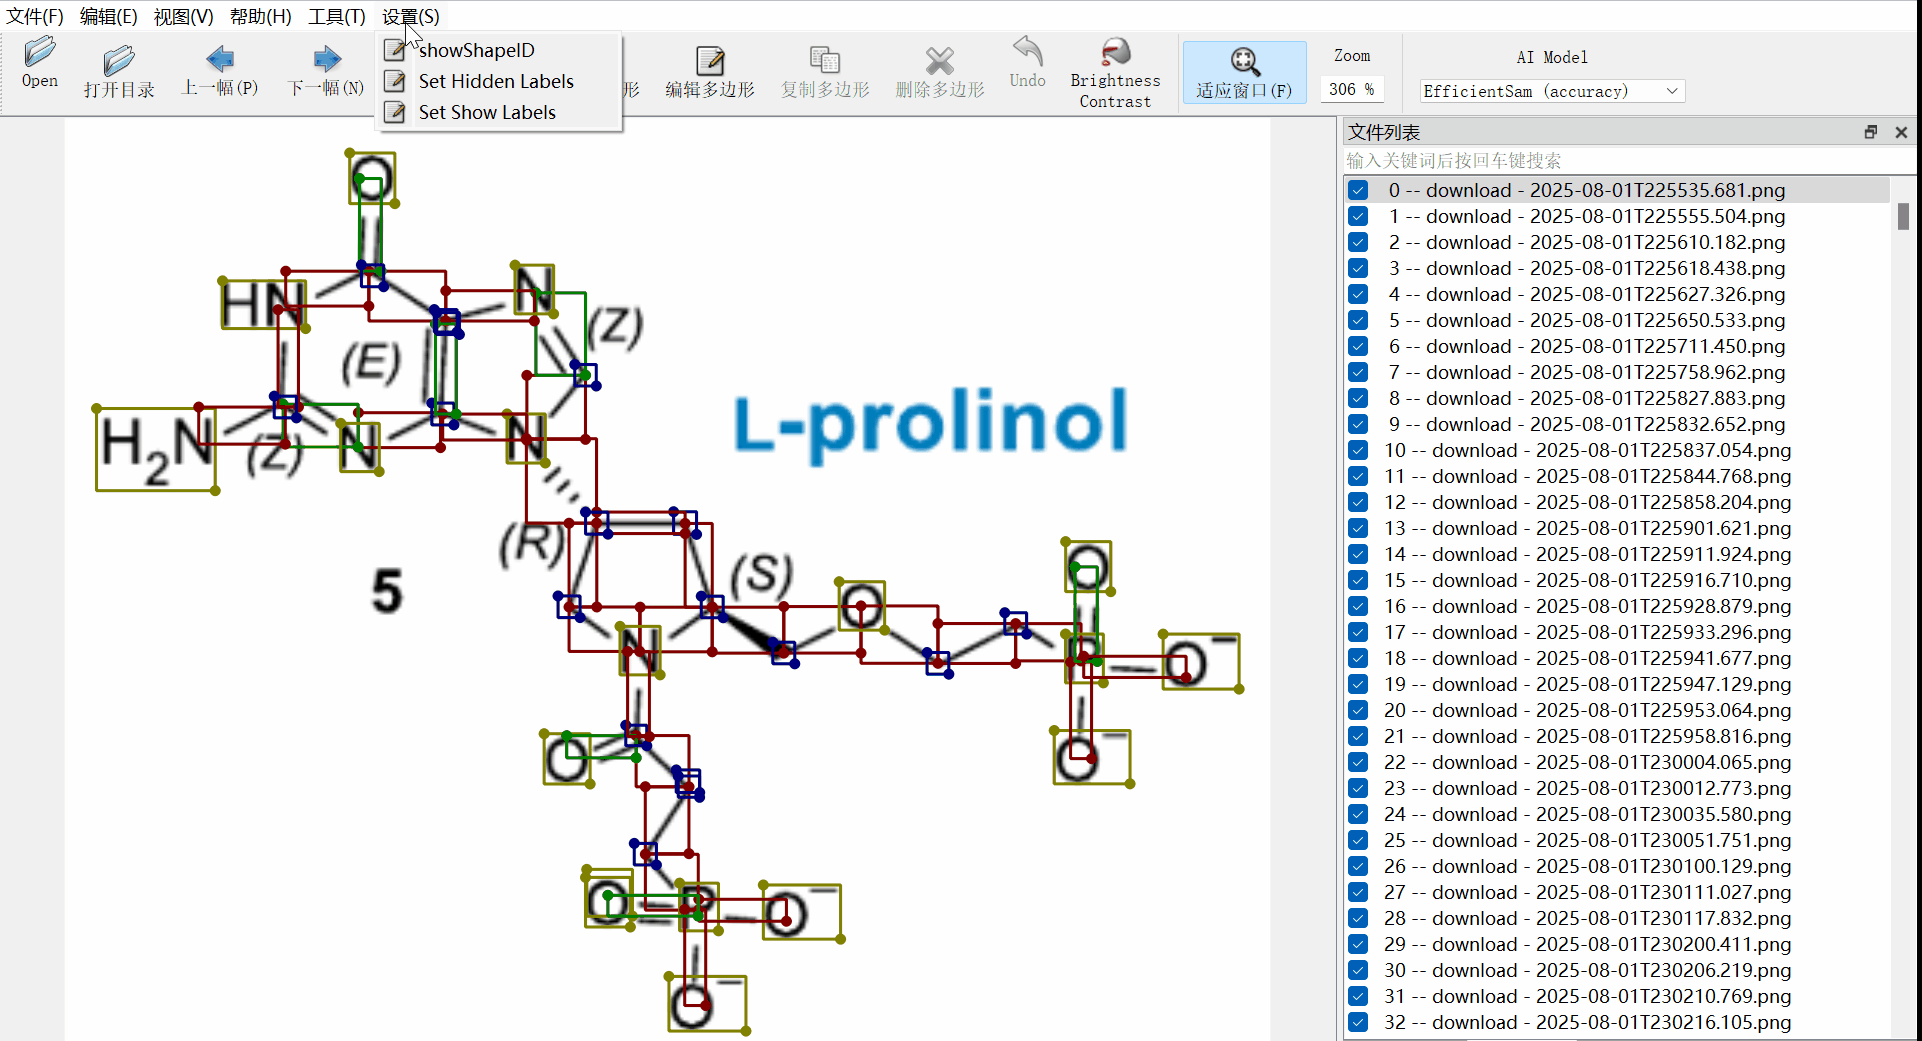 文件(F) 编辑(E) 视图(V) 帮助(H) 工具(T) 设置(S)
showShapeID
Set Hidden Labels
Set Show Labels
Open
打开目录
上一幅(P)
下一幅(N)
形
编辑多边形
复制多边形
删除多边形
Undo
Brightness
Contrast
适应窗口(F)
Zoom
306 %
AI Model
EfficientSam (accuracy)
O
HN
N
(Z)
(E)
H2N
(Z)
N
N
L-prolinol
(R)
5
(S)
O
O
N
P
O−
O
O−
O
P
O−
O−
文件列表
输入关键词后按回车键搜索
0 -- download - 2025-08-01T225535.681.png
1 -- download - 2025-08-01T225555.504.png
2 -- download - 2025-08-01T225610.182.png
3 -- download - 2025-08-01T225618.438.png
4 -- download - 2025-08-01T225627.326.png
5 -- download - 2025-08-01T225650.533.png
6 -- download - 2025-08-01T225711.450.png
7 -- download - 2025-08-01T225758.962.png
8 -- download - 2025-08-01T225827.883.png
9 -- download - 2025-08-01T225832.652.png
10 -- download - 2025-08-01T225837.054.png
11 -- download - 2025-08-01T225844.768.png
12 -- download - 2025-08-01T225858.204.png
13 -- download - 2025-08-01T225901.621.png
14 -- download - 2025-08-01T225911.924.png
15 -- download - 2025-08-01T225916.710.png
16 -- download - 2025-08-01T225928.879.png
17 -- download - 2025-08-01T225933.296.png
18 -- download - 2025-08-01T225941.677.png
19 -- download - 2025-08-01T225947.129.png
20 -- download - 2025-08-01T225953.064.png
21 -- download - 2025-08-01T225958.816.png
22 -- download - 2025-08-01T230004.065.png
23 -- download - 2025-08-01T230012.773.png
24 -- download - 2025-08-01T230035.580.png
25 -- download - 2025-08-01T230051.751.png
26 -- download - 2025-08-01T230100.129.png
27 -- download - 2025-08-01T230111.027.png
28 -- download - 2025-08-01T230117.832.png
29 -- download - 2025-08-01T230200.411.png
30 -- download - 2025-08-01T230206.219.png
31 -- download - 2025-08-01T230210.769.png
32 -- download - 2025-08-01T230216.105.png